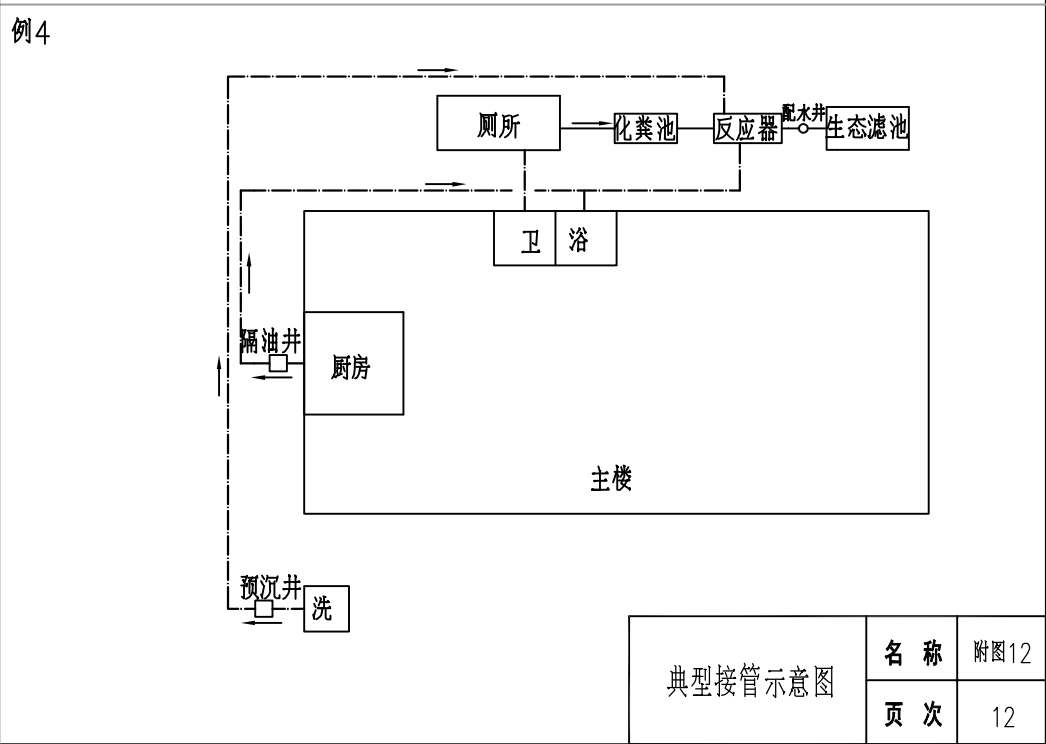 例4
配水井
厕所
化粪池
反应器
生态滤池
卫
浴
隔油井
厨房
主楼
预沉井
洗
典型接管示意图
名 称
附图12
页 次
12